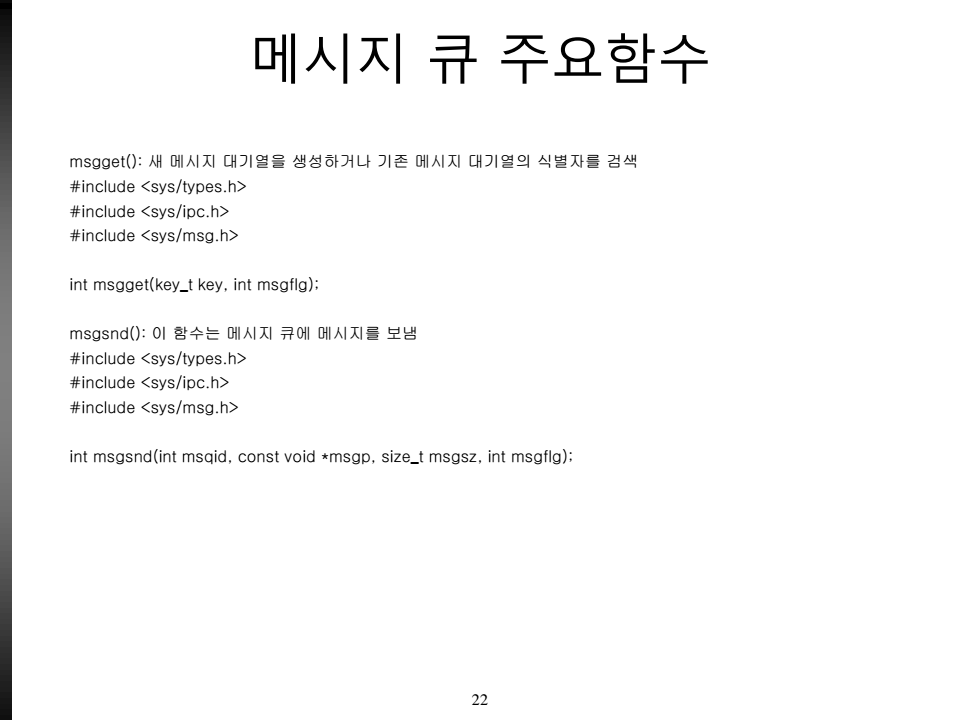 메시지 큐 주요함수
msgget(): 새 메시지 대기열을 생성하거나 기존 메시지 대기열의 식별자를 검색
#include <sys/types.h>
#include <sys/ipc.h>
#include <sys/msg.h>
int msgget(key_t key, int msgflg);
msgsnd(): 이 함수는 메시지 큐에 메시지를 보냄
#include <sys/types.h>
#include <sys/ipc.h>
#include <sys/msg.h>
int msgsnd(int msqid, const void *msgp, size_t msgsz, int msgflg);
22